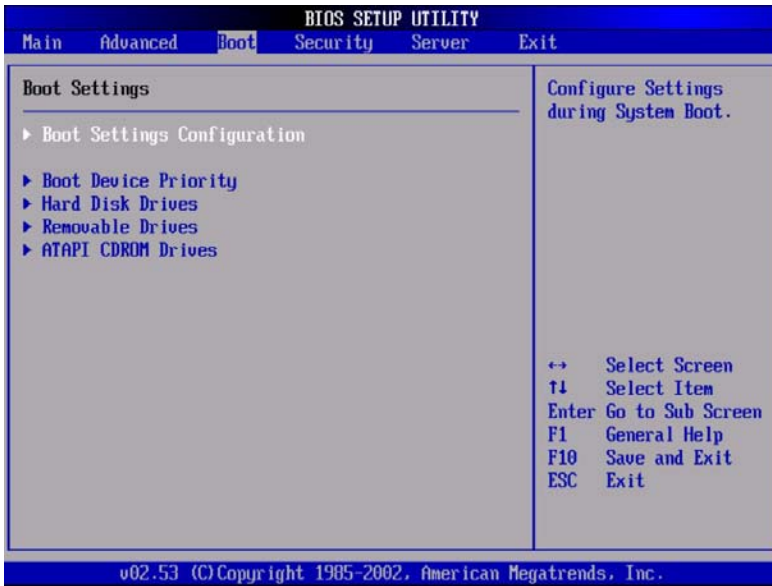 BIOS SETUP UTILITY
Main Advanced Boot Security Server Exit
Boot Settings
▶ Boot Settings Configuration
▶ Boot Device Priority
▶ Hard Disk Drives
▶ Removable Drives
▶ ATAPI CDROM Drives
Configure Settings
during System Boot.
↔ Select Screen
↑↓ Select Item
Enter Go to Sub Screen
F1 General Help
F10 Save and Exit
ESC Exit
v02.53 (C)Copyright 1985-2002, American Megatrends, Inc.